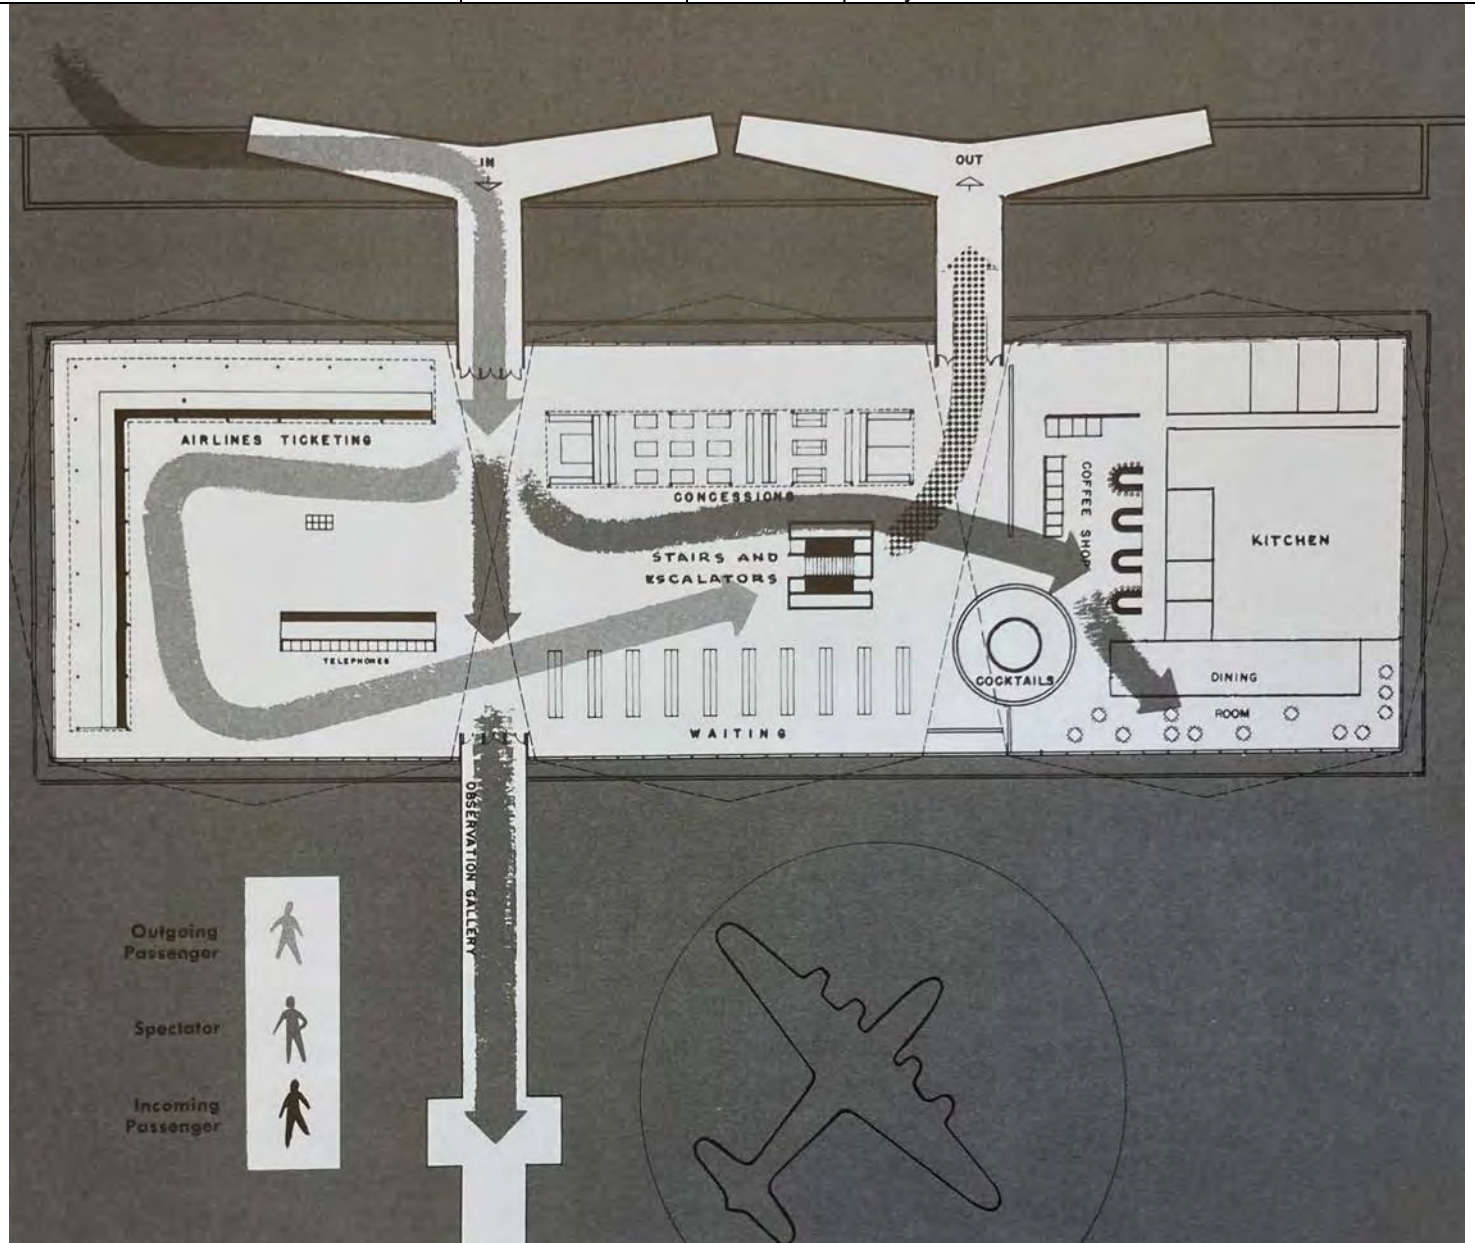 IN
OUT
AIRLINES TICKETING
CONCESSIONS
COFFEE SHOP
KITCHEN
STAIRS AND
ESCALATORS
TELEPHONES
COCKTAILS
DINING
ROOM
WAITING
OBSERVATION GALLERY
Outgoing
Passenger
Spectator
Incoming
Passenger